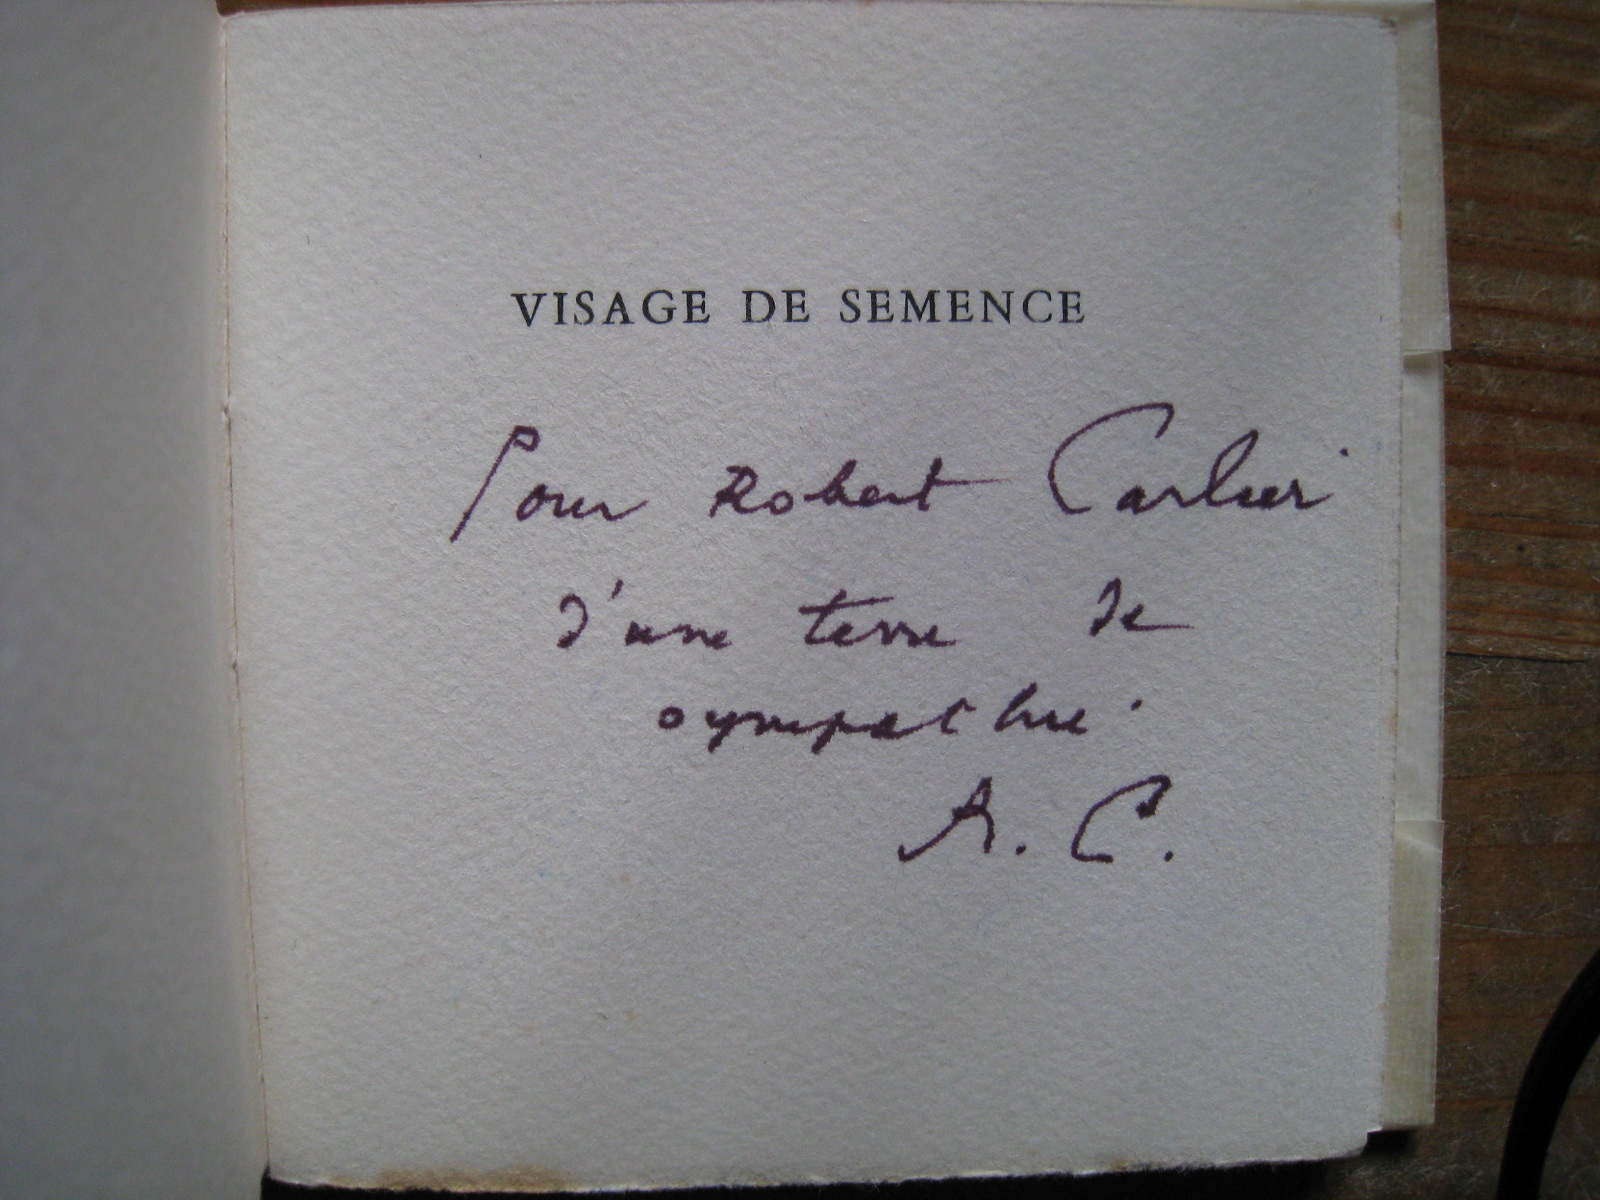 VISAGE DE SEMENCE
Pour Robert Carlier
d'une terre de
sympathie.
A. C.